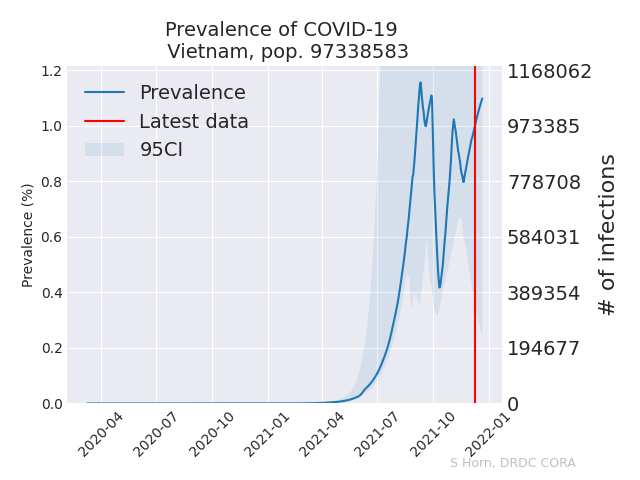 Prevalence of COVID-19
Vietnam, pop. 97338583
Prevalence
Latest data
95CI
Prevalence (%)
1.2
1.0
0.8
0.6
0.4
0.2
0.0
1168062
973385
778708
584031
389354
194677
0
# of infections
2020-04
2020-07
2020-10
2021-01
2021-04
2021-07
2021-10
2022-01
S Horn, DRDC CORA